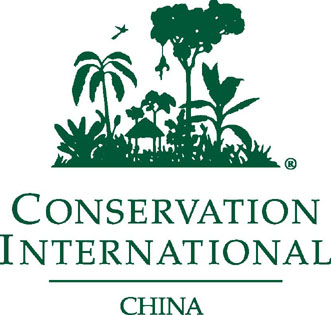 ®
CONSERVATION
INTERNATIONAL
CHINA